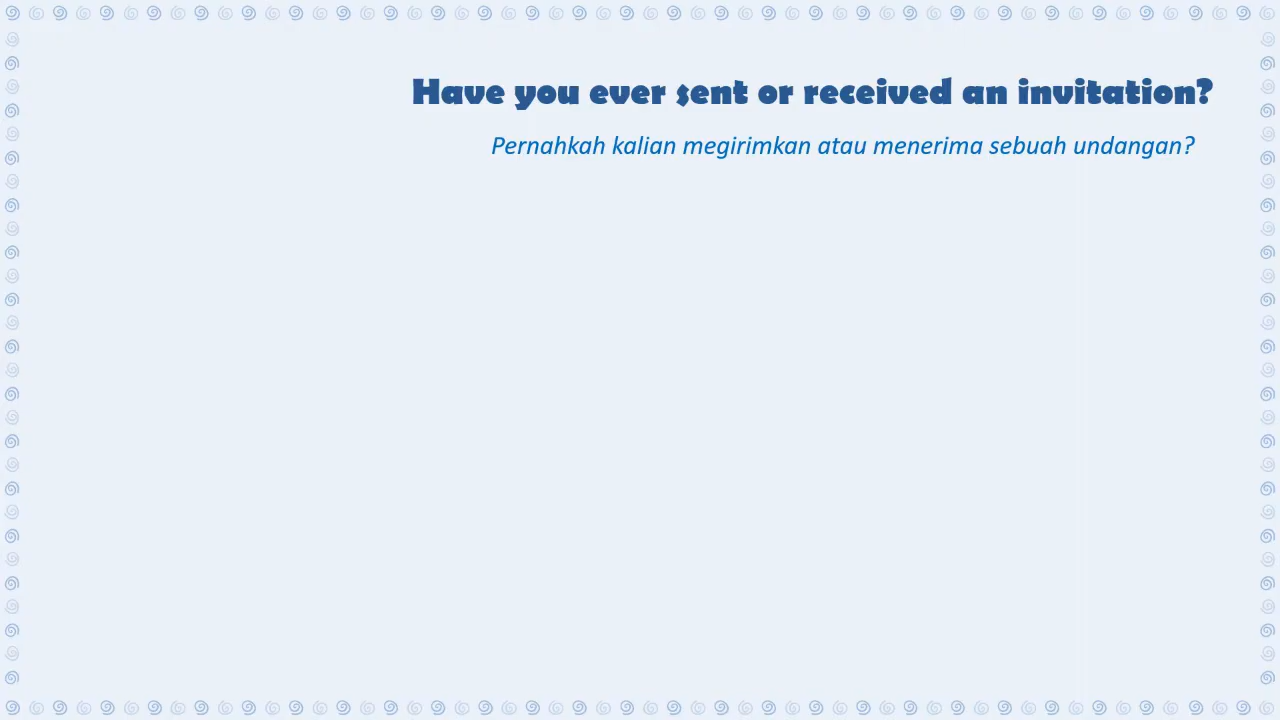 Have you ever sent or received an invitation?
Pernahkah kalian megirimkan atau menerima sebuah undangan?